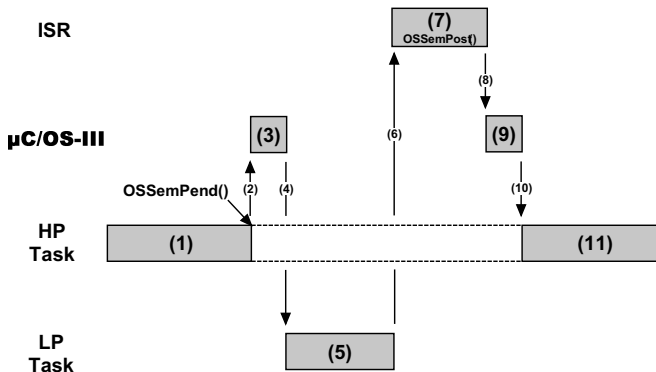 ISR
(7)
OSSemPost()
(8)
µC/OS-III
(3)
(6)
(9)
OSSemPend()
(2)
(4)
(10)
HP
Task
(1)
(11)
LP
Task
(5)